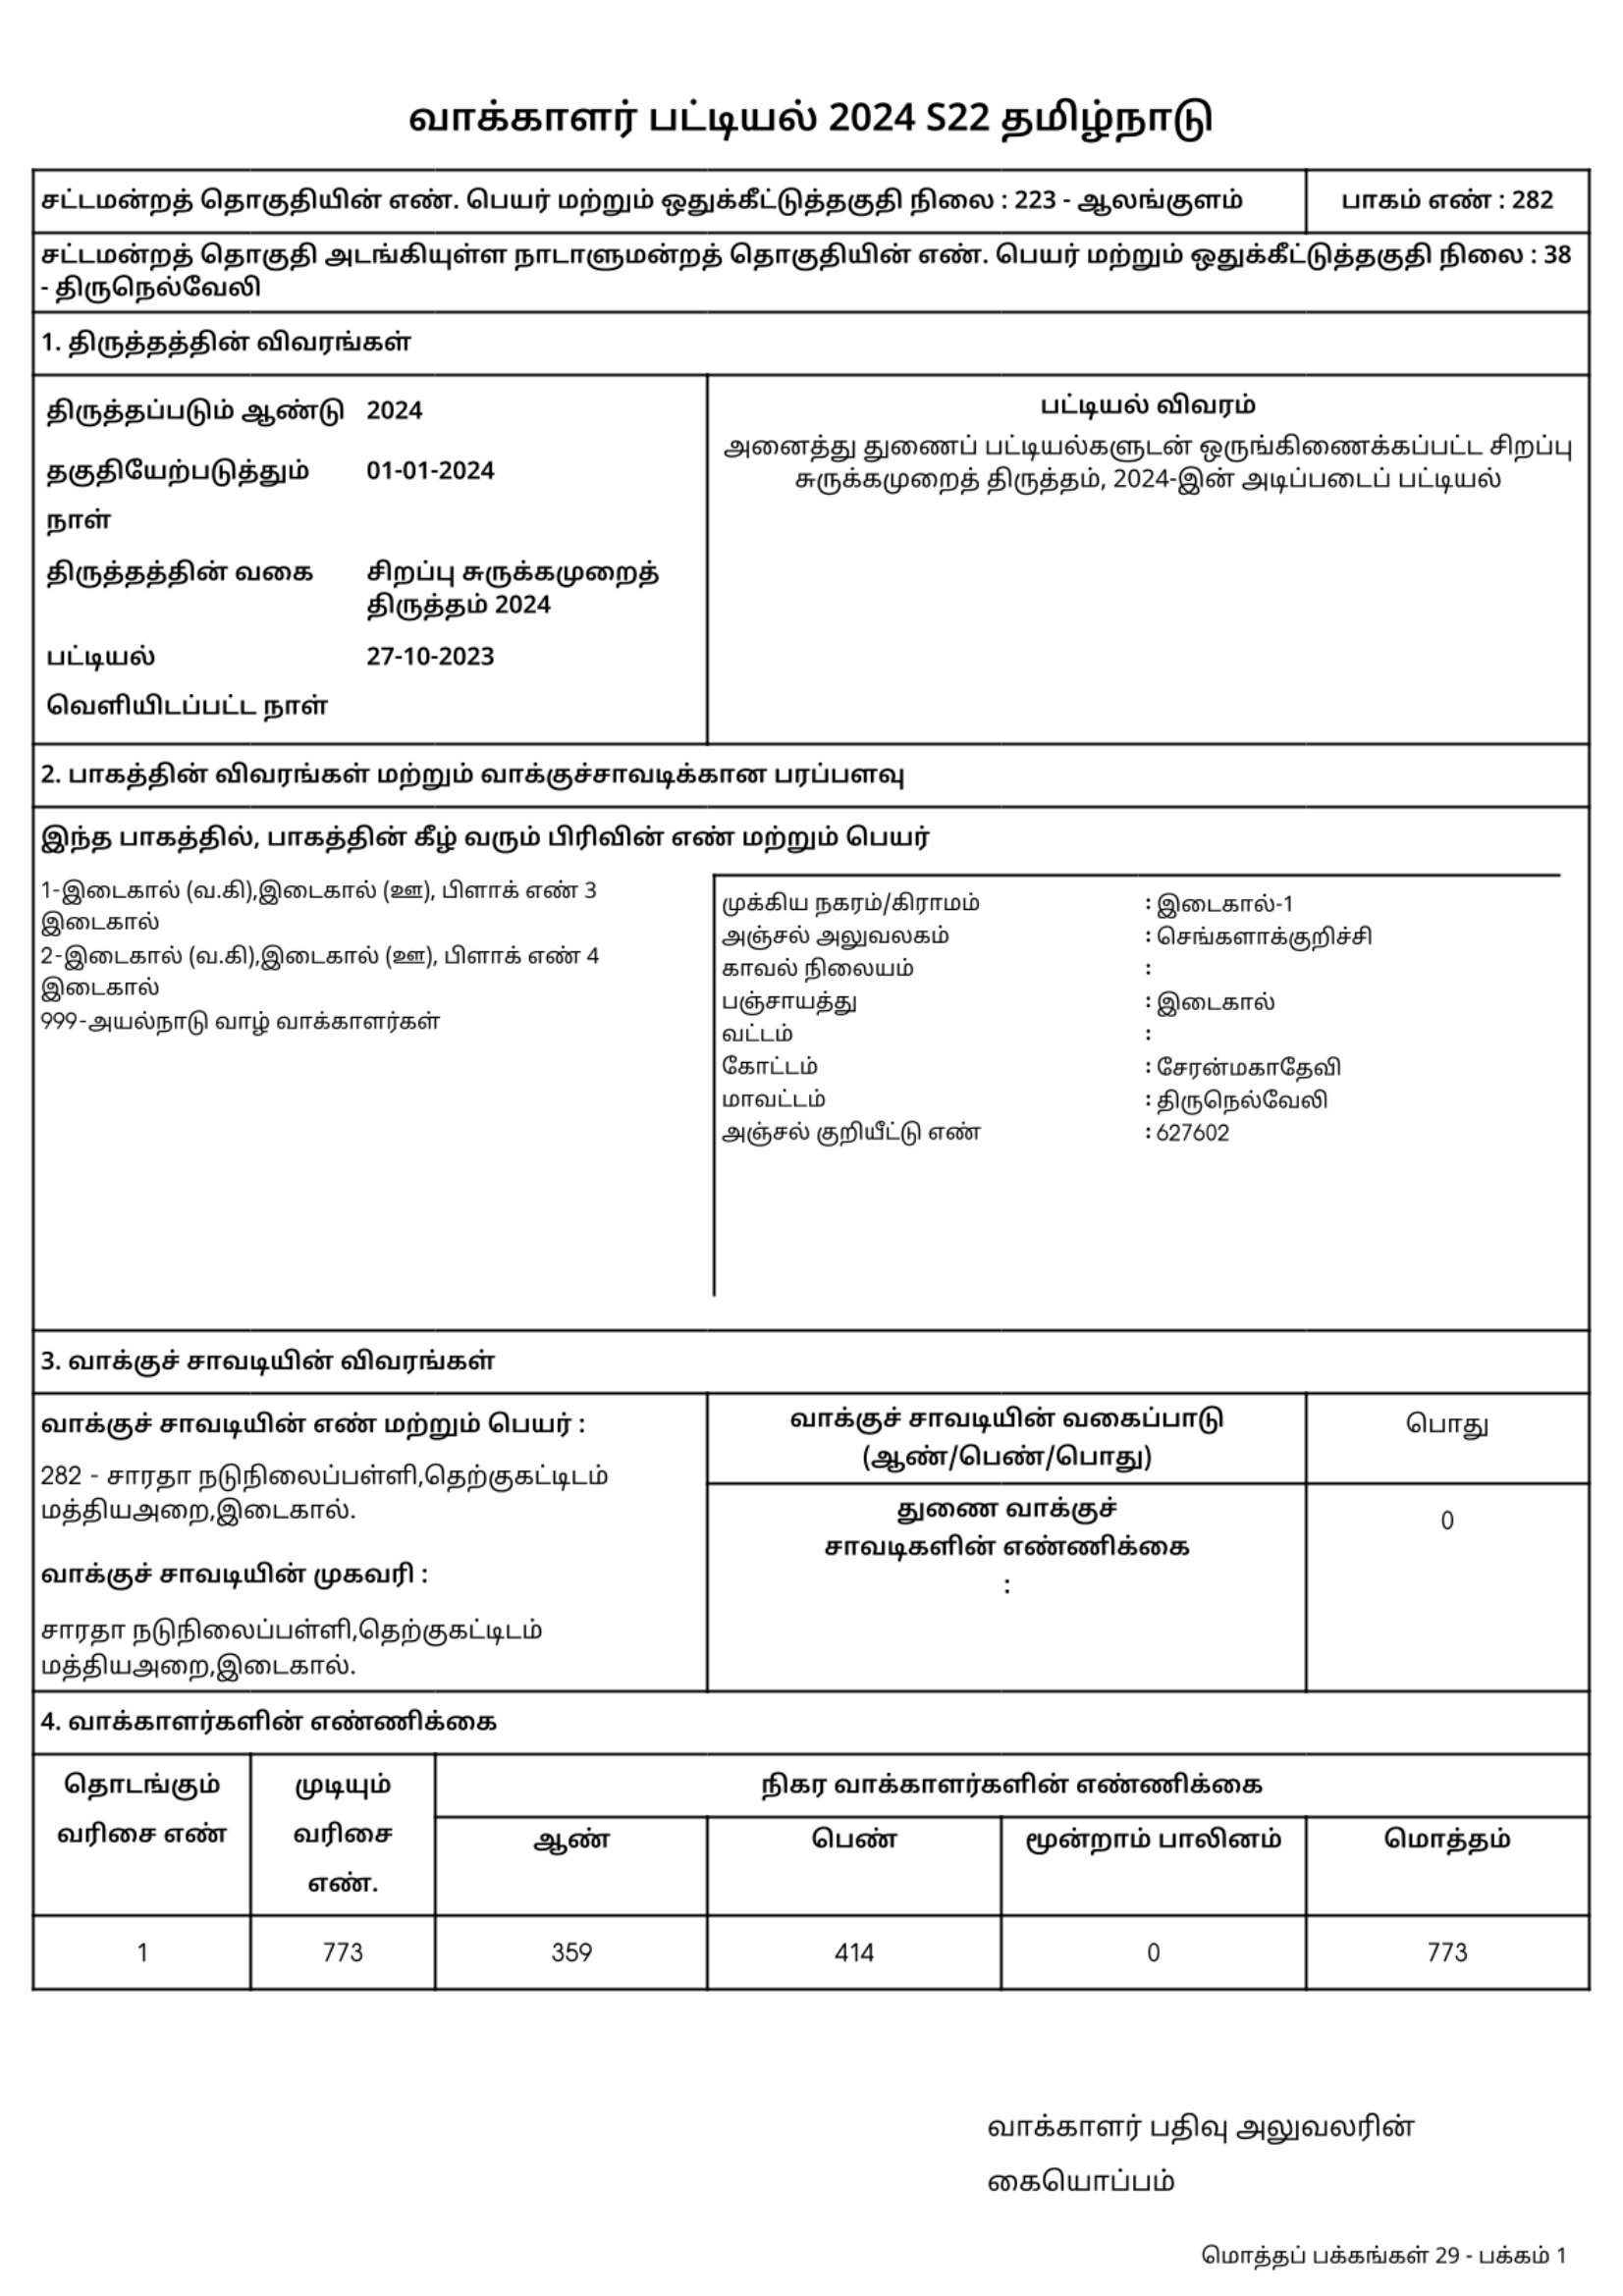 வாக்காளர் பட்டியல் 2024 S22 தமிழ்நாடு
சட்டமன்றத் தொகுதியின் எண். பெயர் மற்றும் ஒதுக்கீட்டுத்தகுதி நிலை : 223 - ஆலங்குளம்
பாகம் எண் : 282
சட்டமன்றத் தொகுதி அடங்கியுள்ள நாடாளுமன்றத் தொகுதியின் எண். பெயர் மற்றும் ஒதுக்கீட்டுத்தகுதி நிலை : 38
- திருநெல்வேலி
1. திருத்தத்தின் விவரங்கள்
திருத்தப்படும் ஆண்டு 2024
தகுதியேற்படுத்தும் 01-01-2024
நாள்
திருத்தத்தின் வகை சிறப்பு சுருக்கமுறைத்
திருத்தம் 2024
பட்டியல் 27-10-2023
வெளியிடப்பட்ட நாள்
பட்டியல் விவரம்
அனைத்து துணைப் பட்டியல்களுடன் ஒருங்கிணைக்கப்பட்ட சிறப்பு
சுருக்கமுறைத் திருத்தம், 2024-இன் அடிப்படைப் பட்டியல்
2. பாகத்தின் விவரங்கள் மற்றும் வாக்குச்சாவடிக்கான பரப்பளவு
இந்த பாகத்தில், பாகத்தின் கீழ் வரும் பிரிவின் எண் மற்றும் பெயர்
1-இடைகால் (வ.கி),இடைகால் (ஊ), பிளாக் எண் 3
இடைகால்
2-இடைகால் (வ.கி),இடைகால் (ஊ), பிளாக் எண் 4
இடைகால்
999-அயல்நாடு வாழ் வாக்காளர்கள்
முக்கிய நகரம்/கிராமம் : இடைகால்-1
அஞ்சல் அலுவலகம் : செங்களாக்குறிச்சி
காவல் நிலையம் :
பஞ்சாயத்து : இடைகால்
வட்டம் :
கோட்டம் : சேரன்மகாதேவி
மாவட்டம் : திருநெல்வேலி
அஞ்சல் குறியீட்டு எண் : 627602
3. வாக்குச் சாவடியின் விவரங்கள்
வாக்குச் சாவடியின் எண் மற்றும் பெயர் :
282 - சாரதா நடுநிலைப்பள்ளி,தெற்குகட்டிடம்
மத்தியஅறை,இடைகால்.
வாக்குச் சாவடியின் முகவரி :
சாரதா நடுநிலைப்பள்ளி,தெற்குகட்டிடம்
மத்தியஅறை,இடைகால்.
வாக்குச் சாவடியின் வகைப்பாடு
(ஆண்/பெண்/பொது)
பொது
துணை வாக்குச்
சாவடிகளின் எண்ணிக்கை
:
0
4. வாக்காளர்களின் எண்ணிக்கை
தொடங்கும்
வரிசை எண்
முடியும்
வரிசை
எண்.
நிகர வாக்காளர்களின் எண்ணிக்கை
ஆண் பெண் மூன்றாம் பாலினம் மொத்தம்
1 773 359 414 0 773
வாக்காளர் பதிவு அலுவலரின்
கையொப்பம்
மொத்தப் பக்கங்கள் 29 - பக்கம் 1